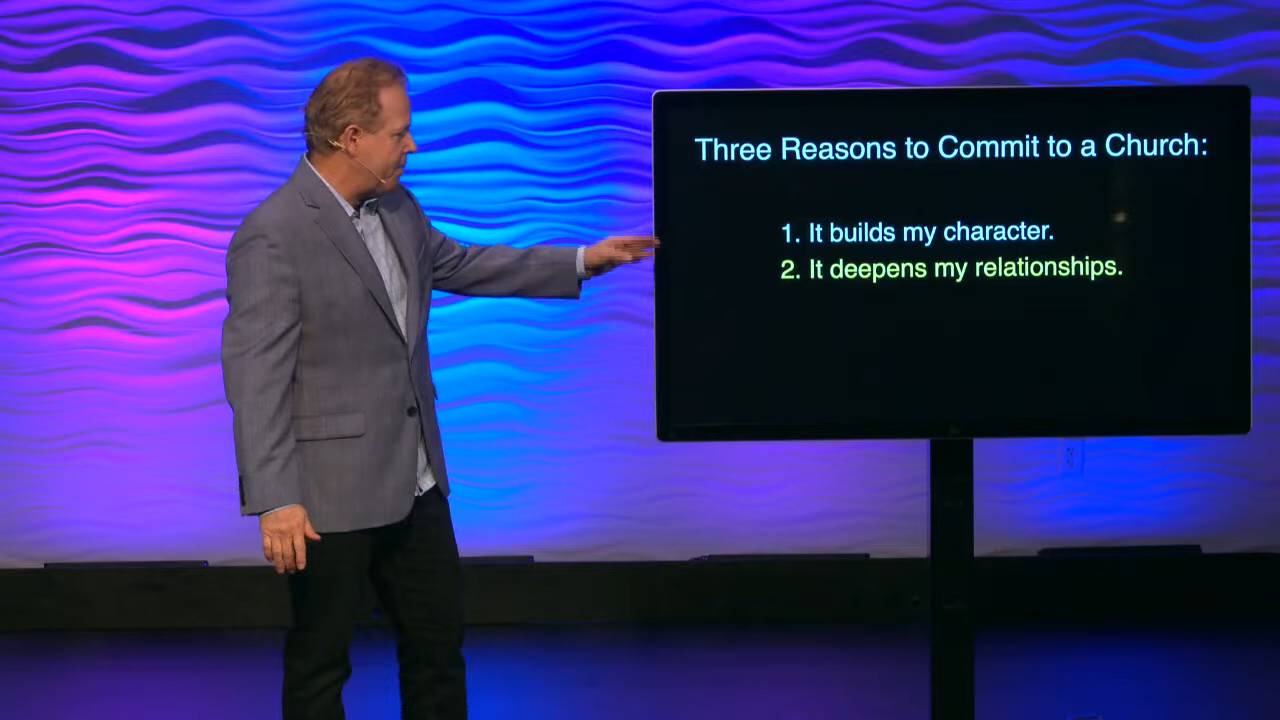 Three Reasons to Commit to a Church:
1. It builds my character.
2. It deepens my relationships.